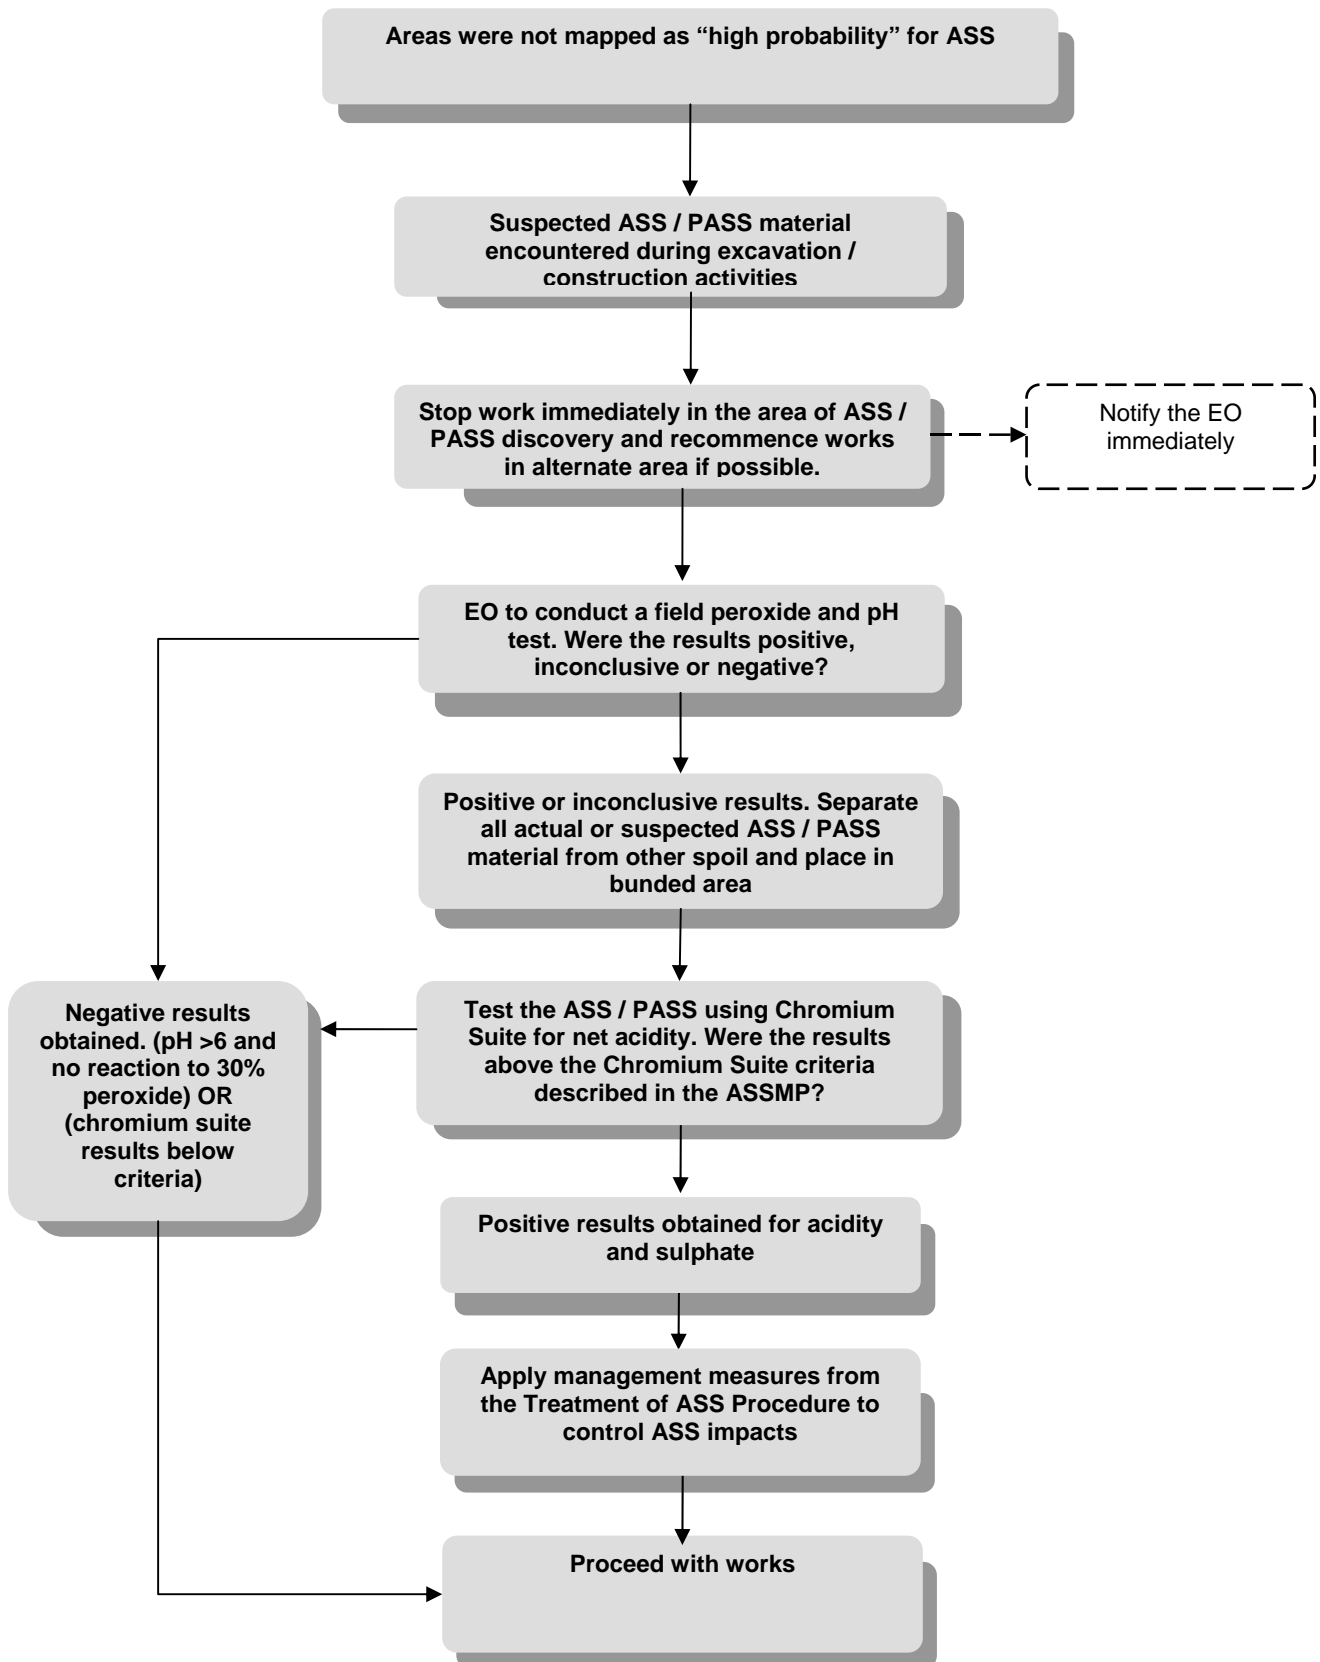 Areas were not mapped as “high probability” for ASS
Suspected ASS / PASS material
encountered during excavation /
construction activities
Stop work immediately in the area of ASS /
PASS discovery and recommence works
in alternate area if possible.
Notify the EO
immediately
EO to conduct a field peroxide and pH
test. Were the results positive,
inconclusive or negative?
Positive or inconclusive results. Separate
all actual or suspected ASS / PASS
material from other spoil and place in
bunded area
Negative results
obtained. (pH >6 and
no reaction to 30%
peroxide) OR
(chromium suite
results below
criteria)
Test the ASS / PASS using Chromium
Suite for net acidity. Were the results
above the Chromium Suite criteria
described in the ASSMP?
Positive results obtained for acidity
and sulphate
Apply management measures from
the Treatment of ASS Procedure to
control ASS impacts
Proceed with works